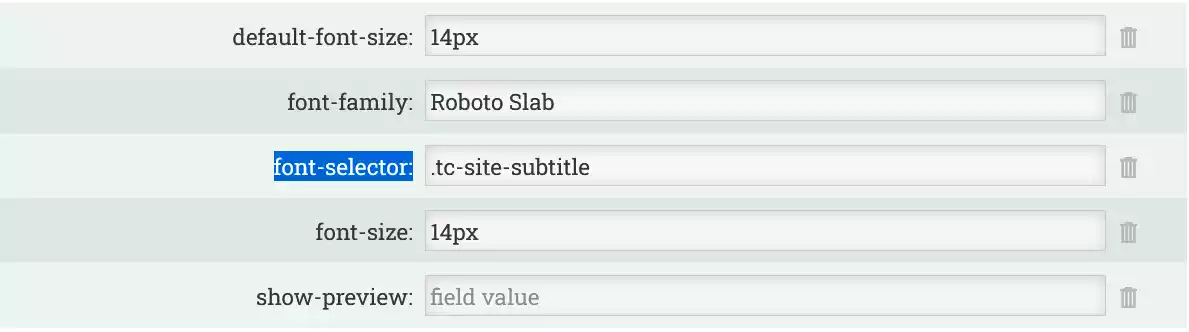 default-font-size: 14px
font-family: Roboto Slab
font-selector: .tc-site-subtitle
font-size: 14px
show-preview: field value